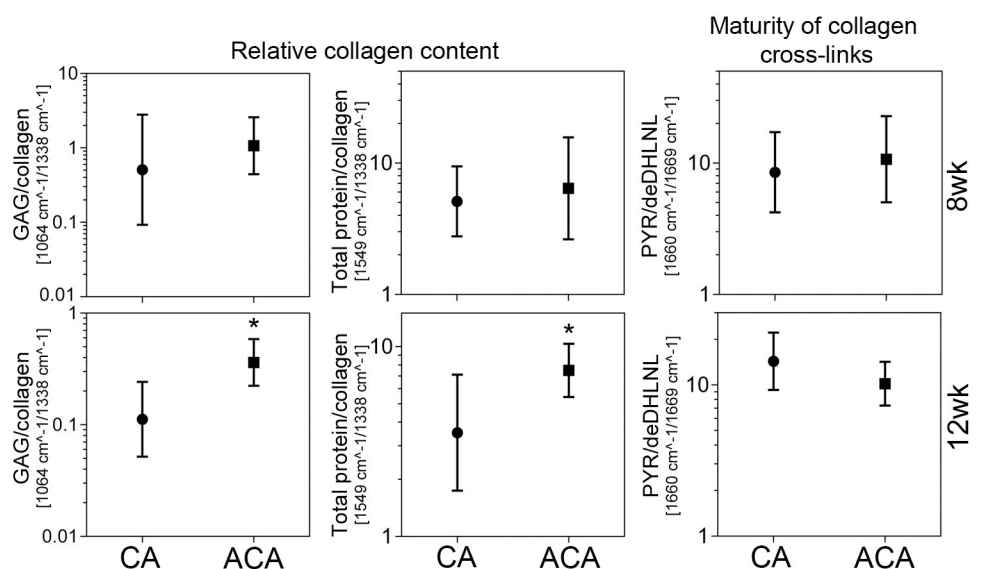 Relative collagen content
Maturity of collagen
cross-links
GAG/collagen
[1064 cm^-1/1338 cm^-1]
10
1
0.1
0.01
Total protein/collagen
[1549 cm^-1/1338 cm^-1]
10
1
PYR/deDHLNL
[1660 cm^-1/1669 cm^-1]
10
1
8wk
GAG/collagen
[1064 cm^-1/1338 cm^-1]
1
0.1
0.01
*
Total protein/collagen
[1549 cm^-1/1338 cm^-1]
10
1
*
PYR/deDHLNL
[1660 cm^-1/1669 cm^-1]
10
1
12wk
CA ACA
CA ACA
CA ACA